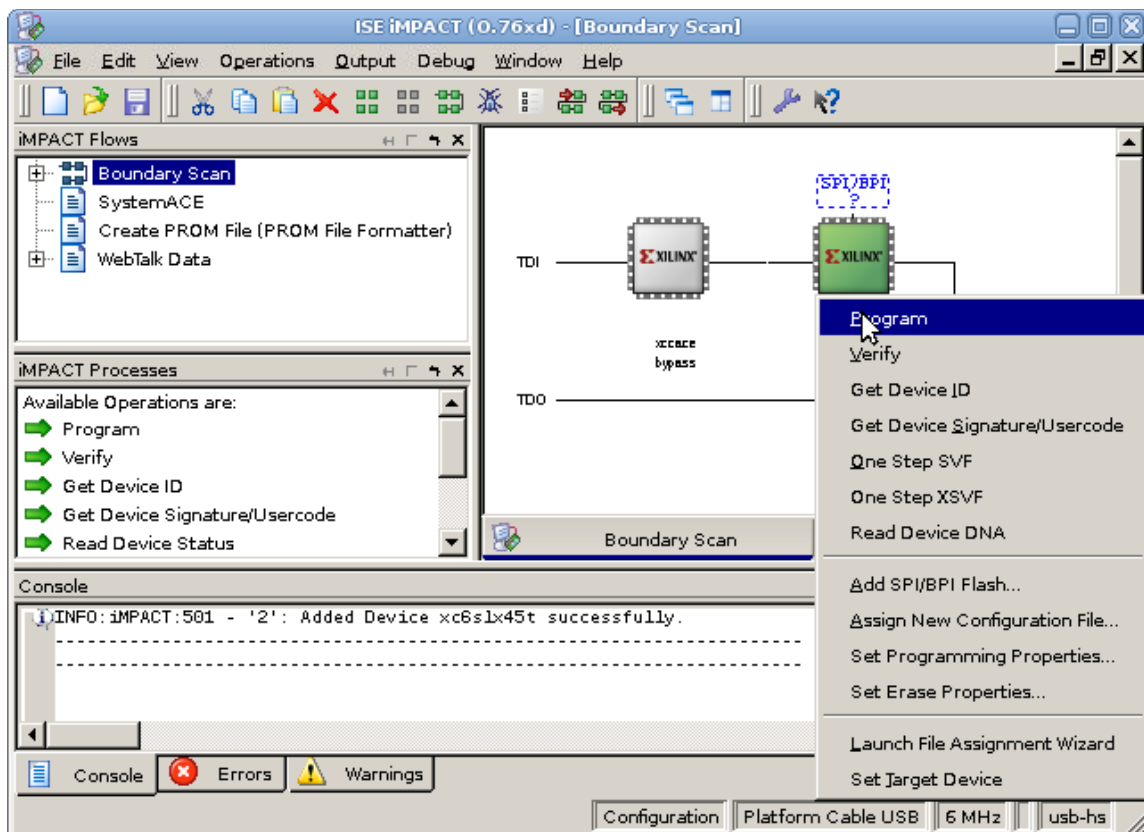 ISE iMPACT (0.76xd) - [Boundary Scan]
File Edit View Operations Output Debug Window Help
iMPACT Flows
Boundary Scan
SystemACE
Create PROM File (PROM File Formatter)
WebTalk Data
iMPACT Processes
Available Operations are:
Program
Verify
Get Device ID
Get Device Signature/Usercode
Read Device Status
SPI/BPI
?
TDI
XILINX
XILINX
xccace
bypass
TDO
Boundary Scan
Program
Verify
Get Device ID
Get Device Signature/Usercode
One Step SVF
One Step XSVF
Read Device DNA
Add SPI/BPI Flash...
Assign New Configuration File...
Set Programming Properties...
Set Erase Properties...
Launch File Assignment Wizard
Set Target Device
Console
INFO:iMPACT:501 - '2': Added Device xc6slx45t successfully.
----------------------------------------------------------------------
----------------------------------------------------------------------
Console Errors Warnings
Configuration Platform Cable USB 6 MHz usb-hs